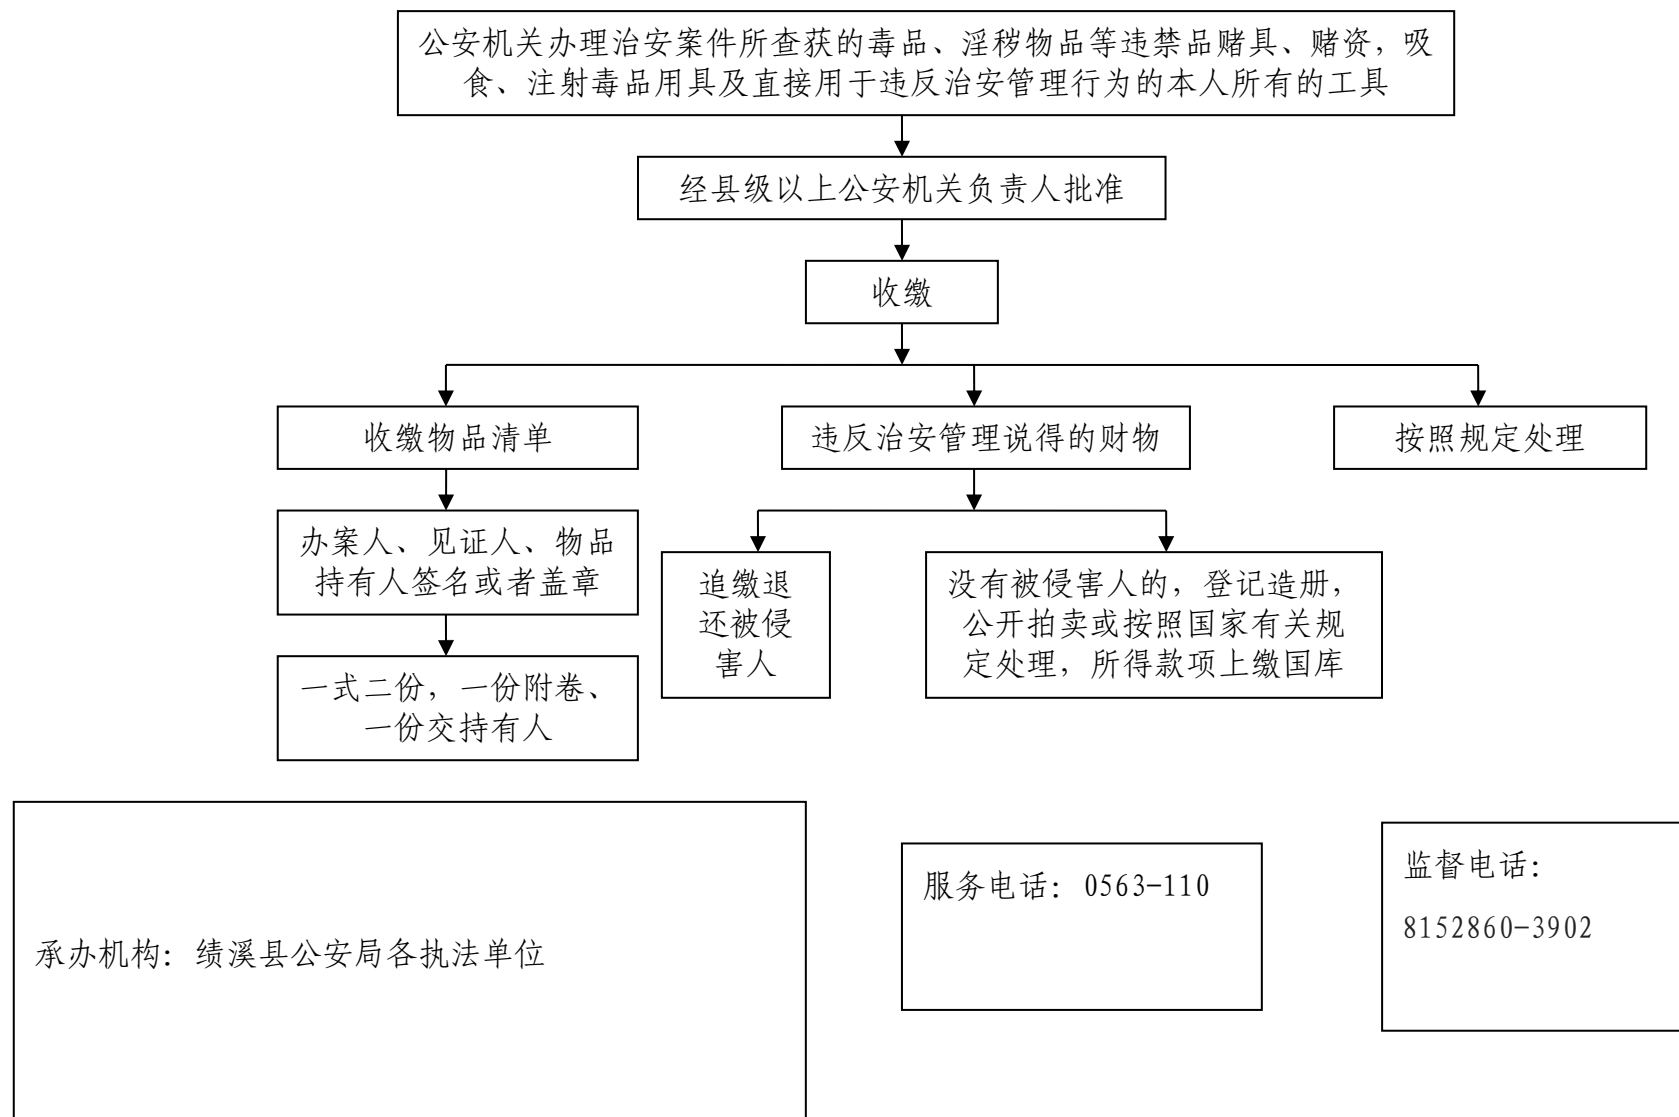 公安机关办理治安案件所查获的毒品、淫秽物品等违禁品赌具、赌资，吸
食、注射毒品用具及直接用于违反治安管理行为的本人所有的工具
经县级以上公安机关负责人批准
收缴
收缴物品清单
违反治安管理说得的财物
按照规定处理
办案人、见证人、物品
持有人签名或者盖章
追缴退
还被侵
害人
没有被侵害人的，登记造册，
公开拍卖或按照国家有关规
定处理，所得款项上缴国库
一式二份，一份附卷、
一份交持有人
承办机构：绩溪县公安局各执法单位
服务电话：0563-110
监督电话：
8152860-3902